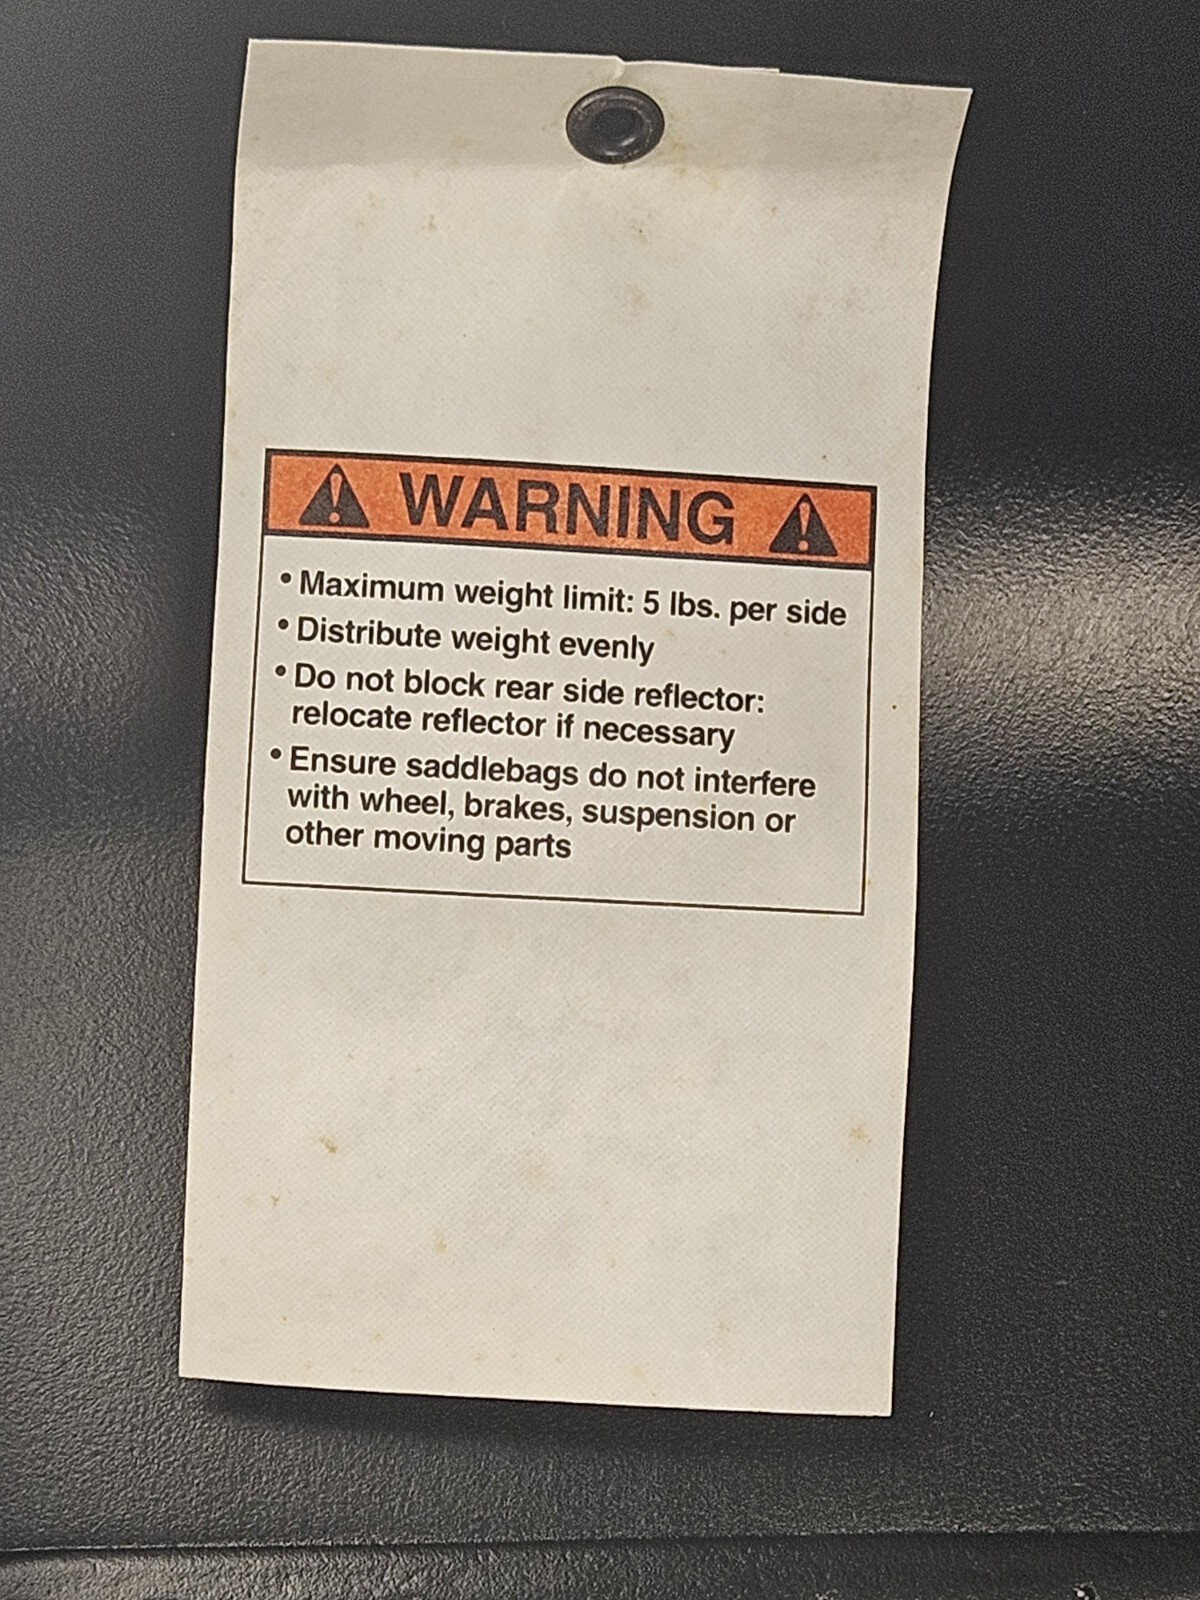 WARNING
• Maximum weight limit: 5 lbs. per side
• Distribute weight evenly
• Do not block rear side reflector:
relocate reflector if necessary
• Ensure saddlebags do not interfere
with wheel, brakes, suspension or
other moving parts